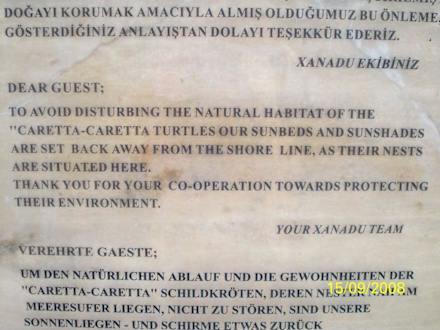 DOĞAYI KORUMAK AMACIYLA ALMIŞ OLDUĞUMUZ BU ÖNLEME,
GÖSTERDİĞİNİZ ANLAYIŞTAN DOLAYI TEŞEKKÜR EDERİZ.
XANADU EKİBİNİZ
DEAR GUEST;
TO AVOID DISTURBING THE NATURAL HABITAT OF THE
"CARETTA-CARETTA TURTLES OUR SUNBEDS AND SUNSHADES
ARE SET BACK AWAY FROM THE SHORE LINE, AS THEIR NESTS
ARE SITUATED HERE.
THANK YOU FOR YOUR CO-OPERATION TOWARDS PROTECTING
THEIR ENVIRONMENT.
YOUR XANADU TEAM
VEREHRTE GAESTE;
UM DEN NATÜRLICHEN ABLAUF UND DIE GEWOHNHEITEN DER
"CARETTA-CARETTA" SCHILDKRÖTEN, DEREN NESTER AM
MEERESUFER LIEGEN, NICHT ZU STÖREN, SIND UNSERE
SONNENLIEGEN - UND SCHIRME ETWAS ZURÜCK
15/09/2008